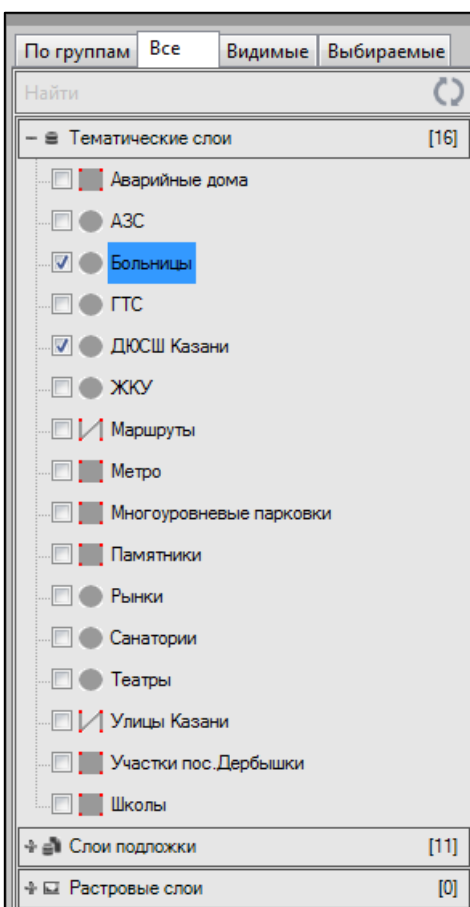 По группам Все Видимые Выбираемые
Найти
Тематические слои [16]
Аварийные дома
АЗС
Больницы
ГТС
ДЮСШ Казани
ЖКУ
Маршруты
Метро
Многоуровневые парковки
Памятники
Рынки
Санатории
Театры
Улицы Казани
Участки пос.Дербышки
Школы
Слои подложки [11]
Растровые слои [0]